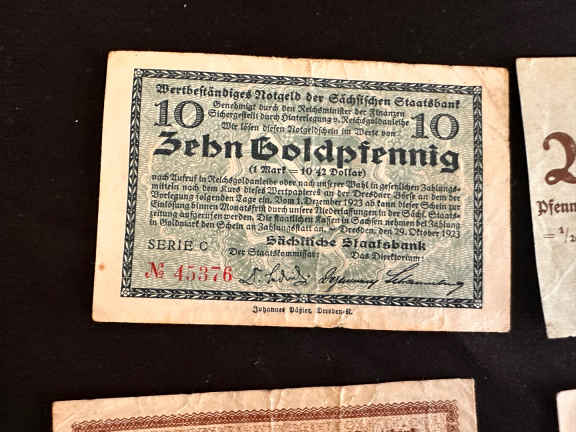 Wertbeständiges Notgeld der Sächsischen Staatsbank
10 Genehmigt durch den Reichsminister der Finanzen 10
Sichergestellt durch Hinterlegung v. Reichsgoldanleihe
Wir lösen diesen Notgeldschein im Werte von
Zehn Goldpfennig
(1 Mark = 10/42 Dollar)
nach Aufruf in Reichsgoldanleihe oder nach unserer Wahl in gesetzlichen Zahlungs-
mitteln nach dem Kurs dieses Wertpapieres an der Dresdner Börse an dem der
Vorlegung folgenden Tage ein. Vom 1. Dezember 1923 ab kann dieser Schein zur
Einlösung binnen Monatsfrist durch unsere Niederlassungen in der Sächs. Staats-
zeitung aufgerufen werden. Die staatlichen Kassen in Sachsen nehmen bei Zahlung
in Goldmark den Schein an Zahlungsstatt an. – Dresden, den 29. Oktober 1923
SERIE C Sächsische Staatsbank
Der Staatskommissar: Das Direktorium:
№ 45376
Johannes Päßler, Dresden-N.
Pfenn
= 1/2